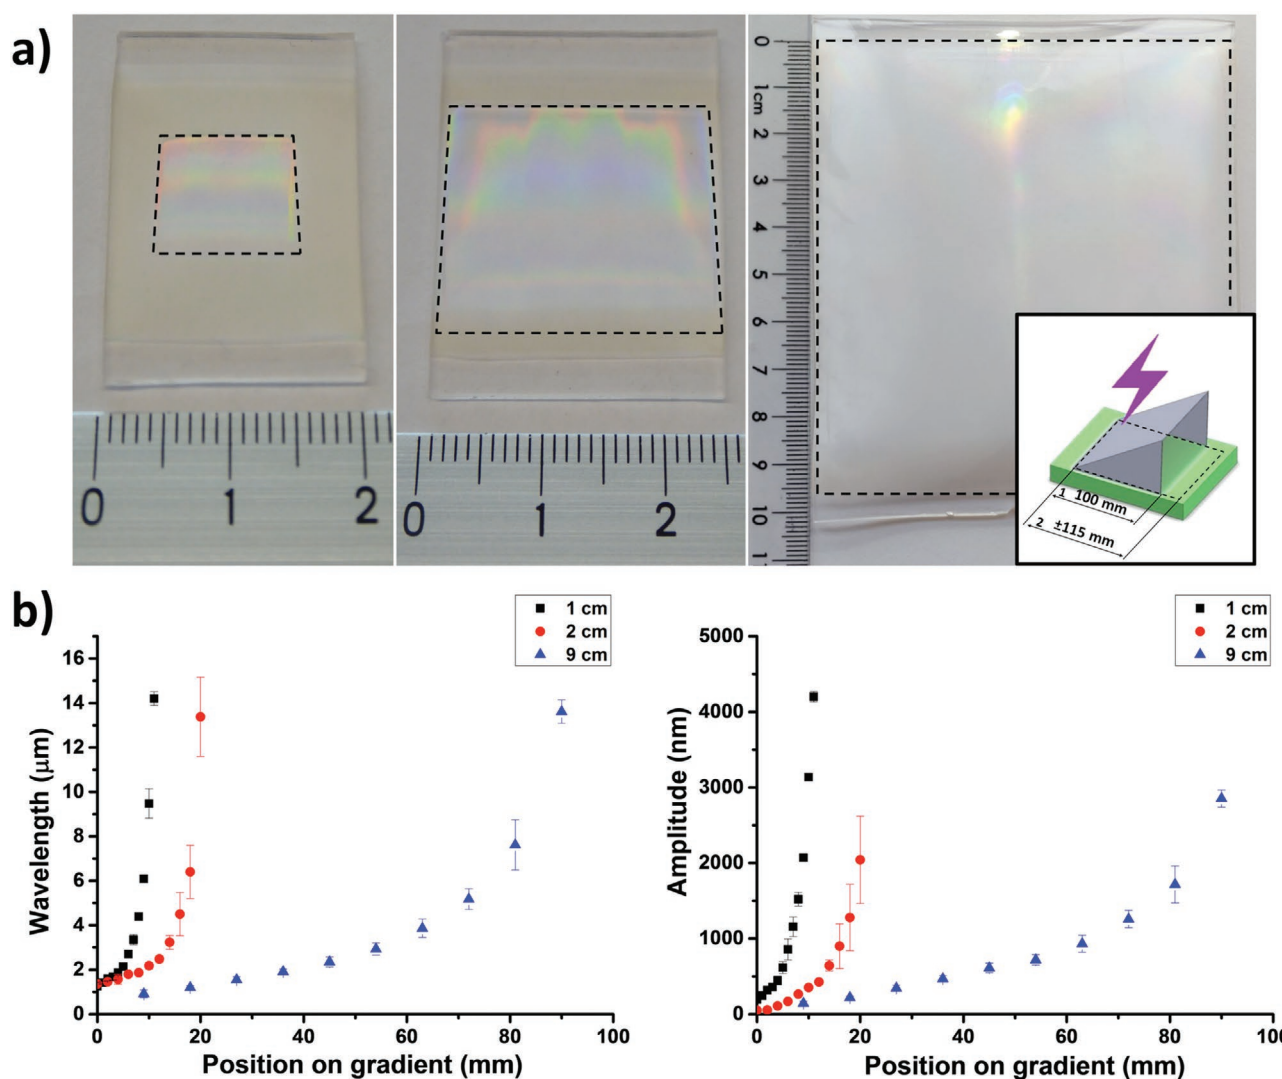 a)
0 1 2
0 1 2
0
1cm
2
3
4
5
6
7
8
9
10
1
1 100 mm
2 ±115 mm
b)
1 cm
2 cm
9 cm
Wavelength (μm)
16
14
12
10
8
6
4
2
0
0 20 40 60 80 100
Position on gradient (mm)
1 cm
2 cm
9 cm
Amplitude (nm)
5000
4000
3000
2000
1000
0
0 20 40 60 80 100
Position on gradient (mm)